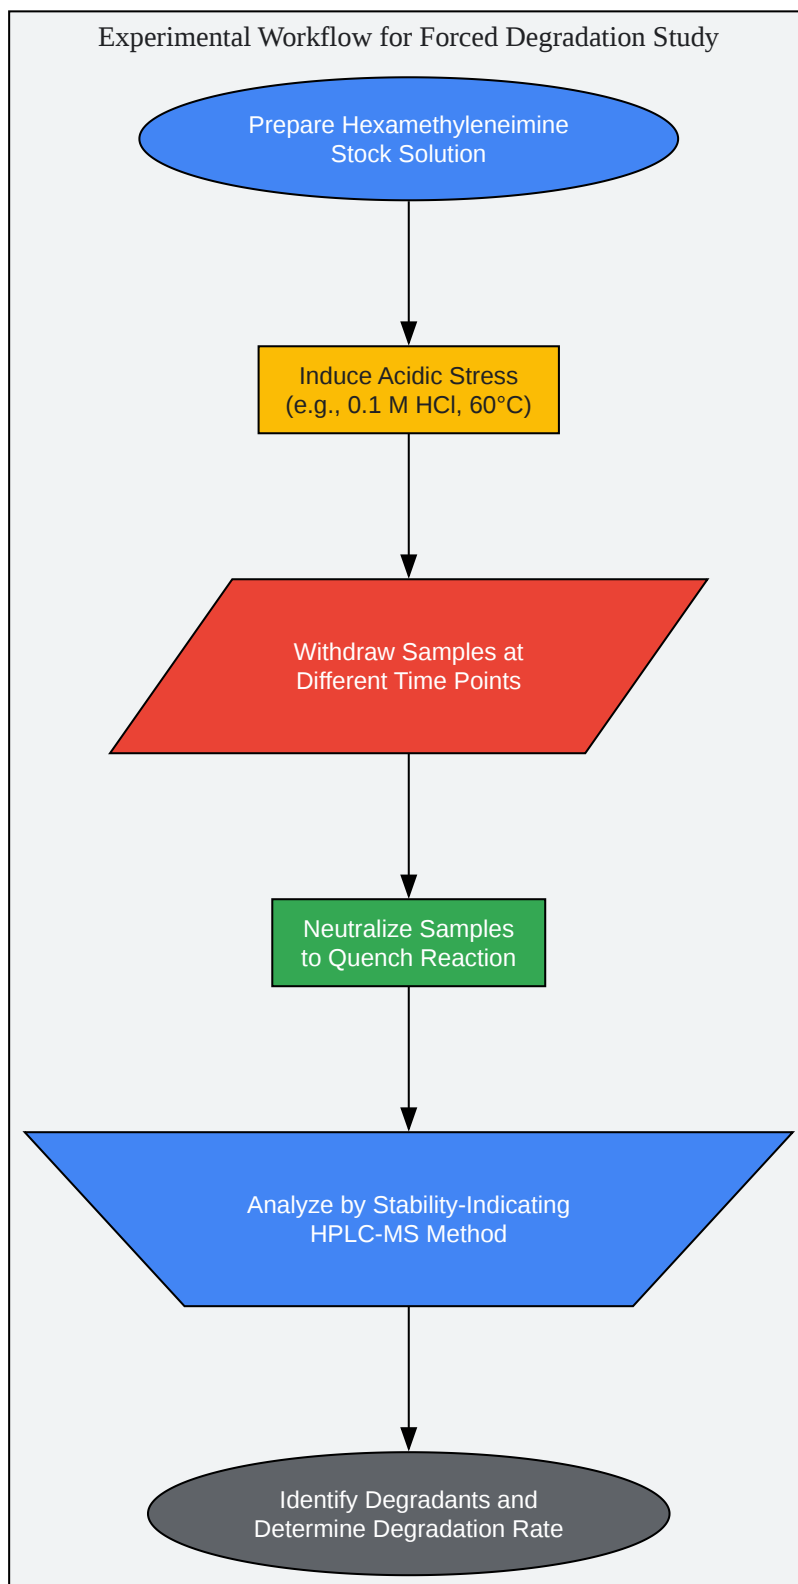 Experimental Workflow for Forced Degradation Study
Prepare Hexamethyleneimine
Stock Solution
Induce Acidic Stress
(e.g., 0.1 M HCl, 60°C)
Withdraw Samples at
Different Time Points
Neutralize Samples
to Quench Reaction
Analyze by Stability-Indicating
HPLC-MS Method
Identify Degradants and
Determine Degradation Rate